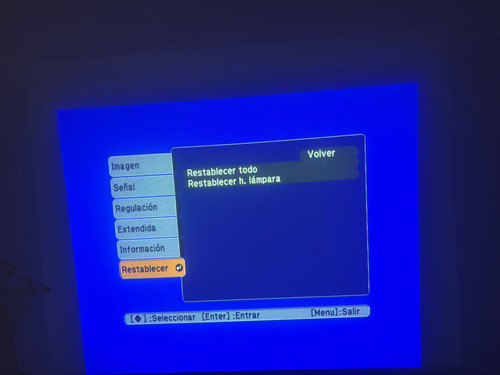 Imagen
Señal
Regulación
Extendida
Información
Restablecer
Volver
Restablecer todo
Restablecer h. lámpara
[◆] :Seleccionar [Enter] :Entrar [Menu] :Salir